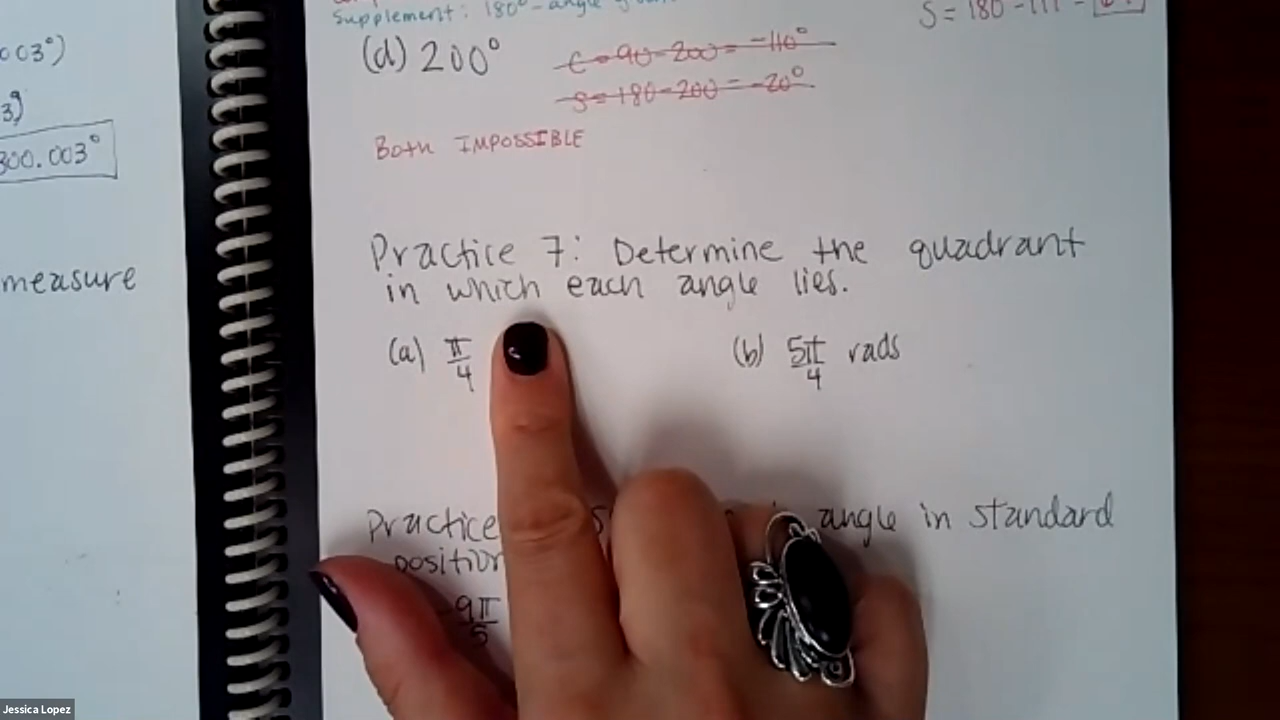 003°)
3)°
300.003°
measure
Supplement: 180° - angle given
S = 180 - 111 =
(d) 200°
C = 90 - 200 = -110°
S = 180 - 200 = -20°
Both IMPOSSIBLE
Practice 7: Determine the quadrant
in which each angle lies.
(a) π/4
(b) 5π/4 rads
Practice angle in standard
position
9π/5
Jessica Lopez